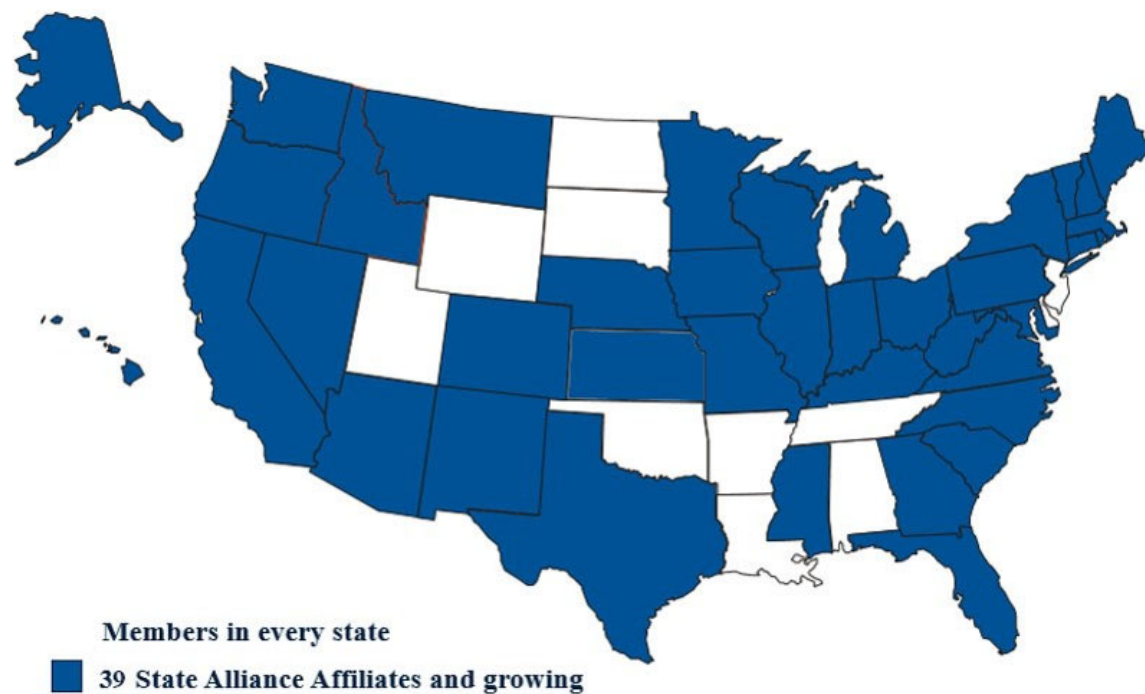 Members in every state
39 State Alliance Affiliates and growing